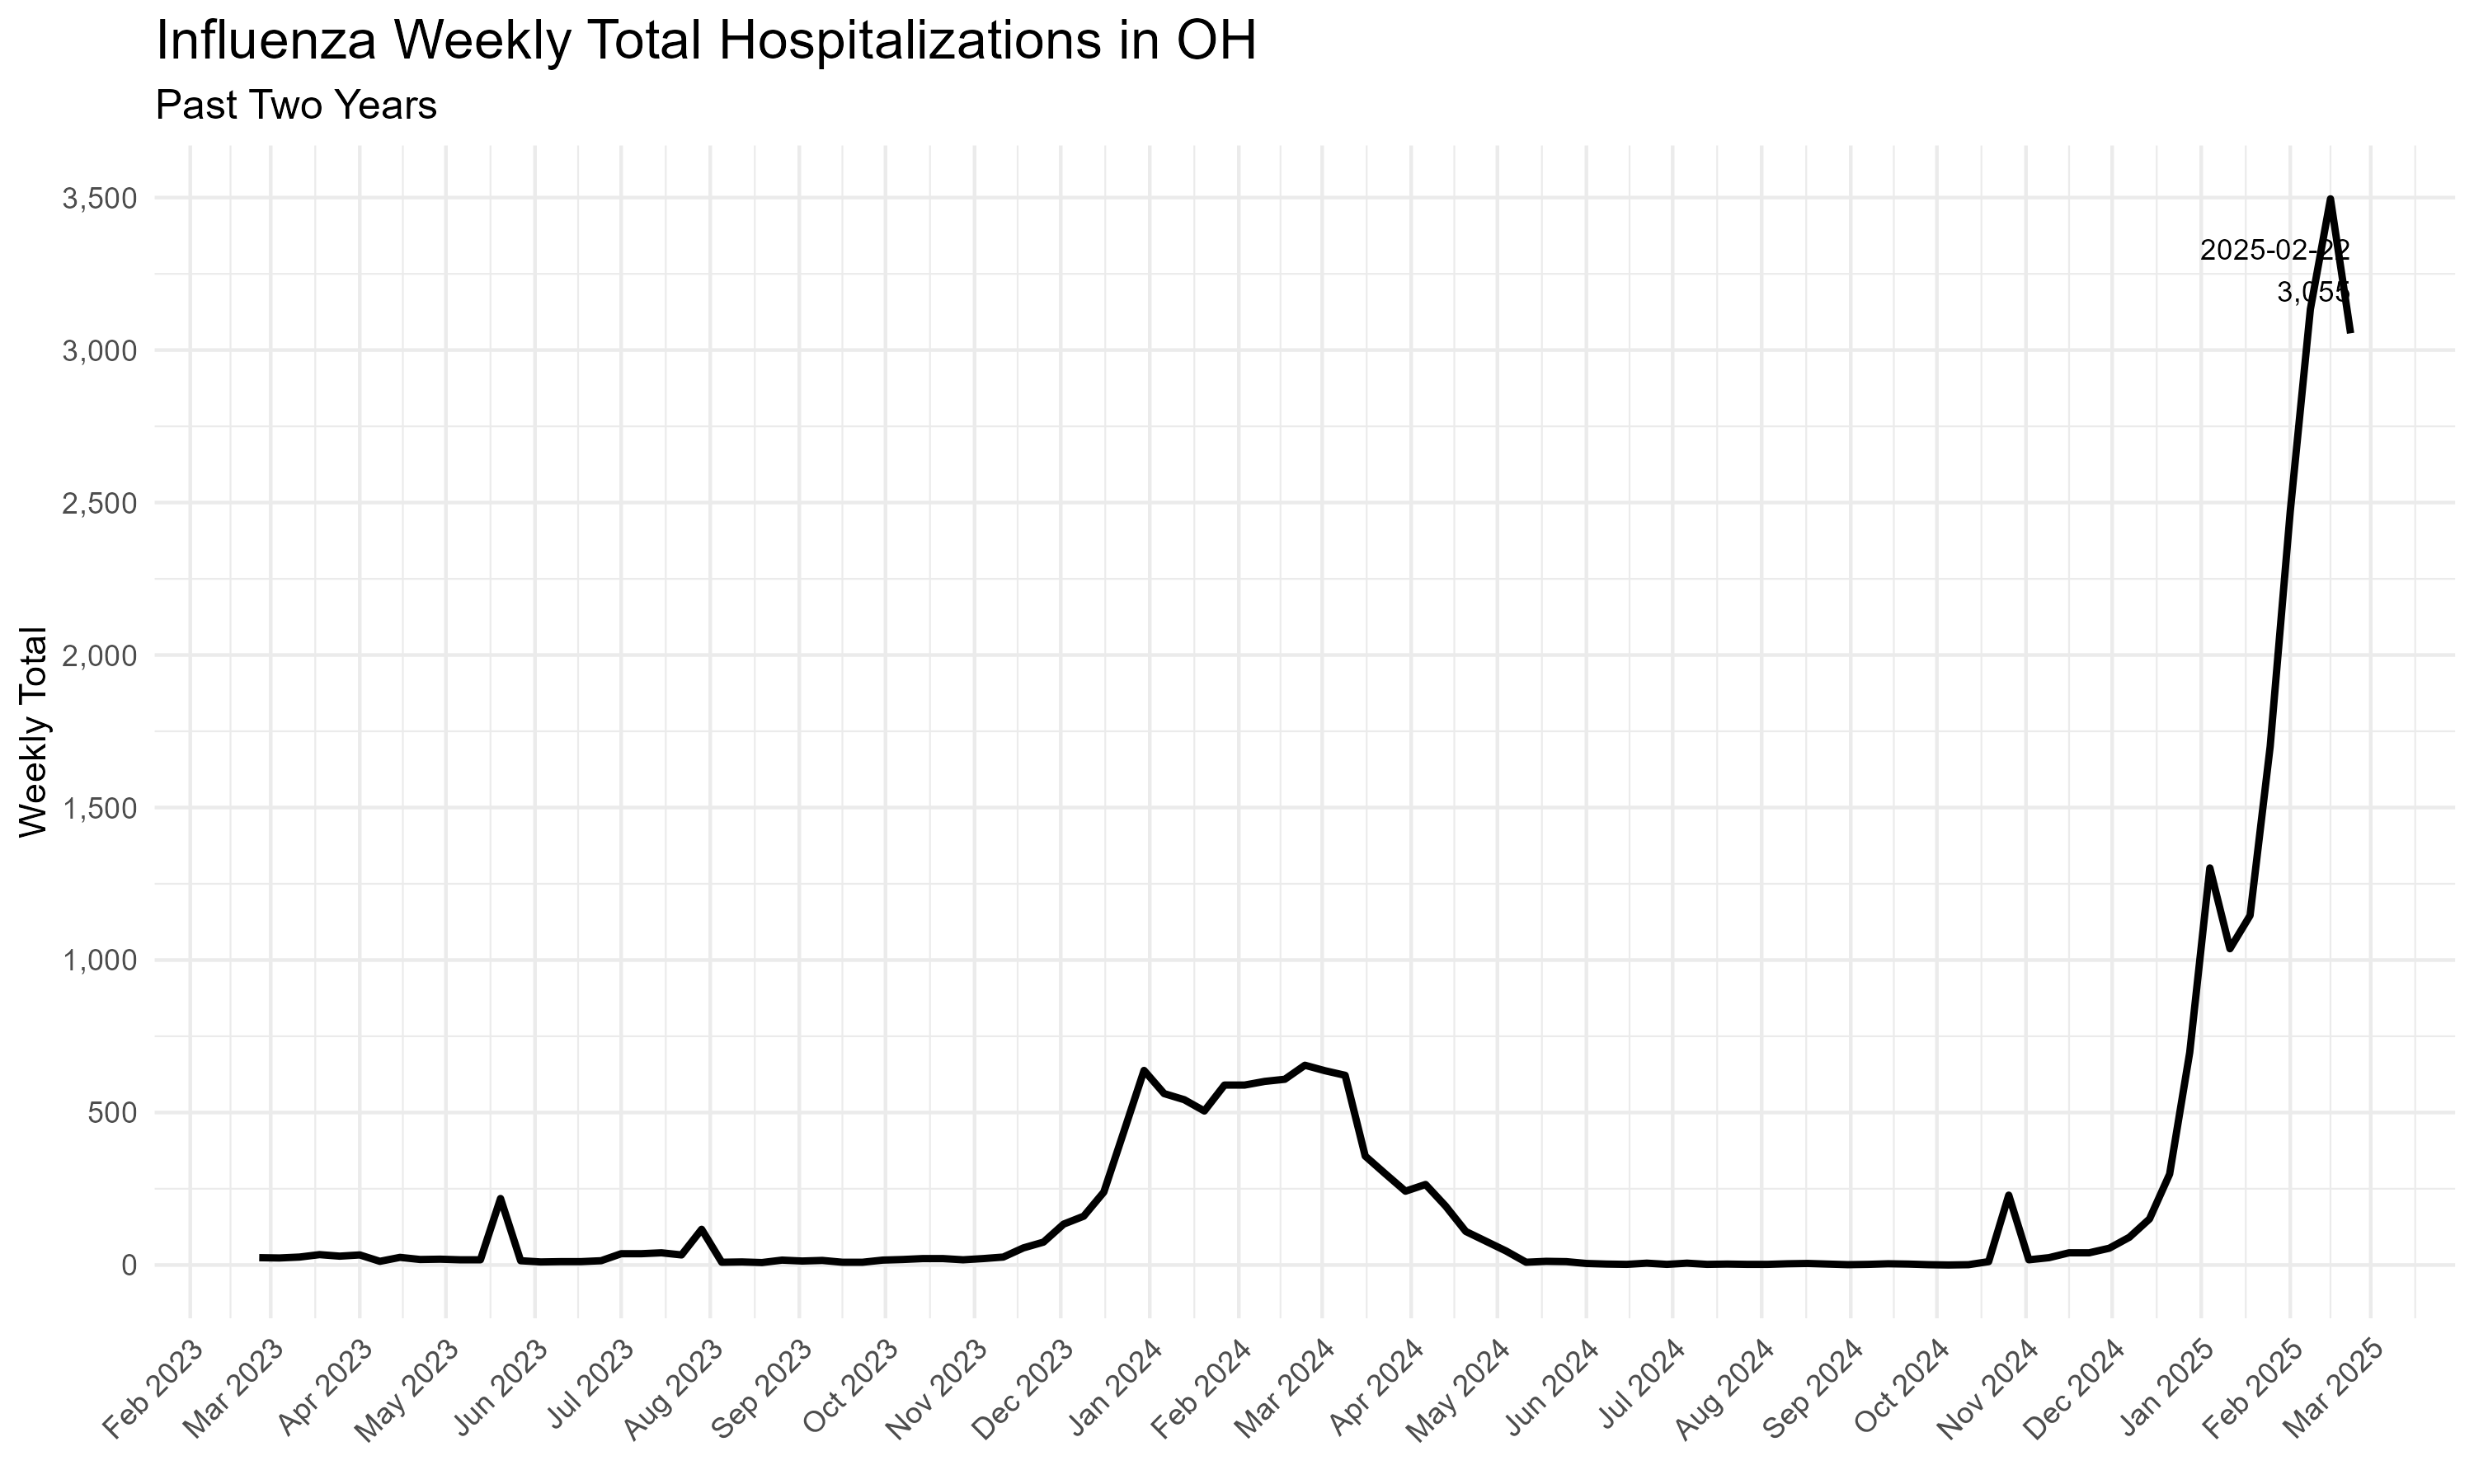 Influenza Weekly Total Hospitalizations in OH
Past Two Years
3,500
3,000
2,500
2,000
1,500
1,000
500
0
Weekly Total
2025-02-22
3,055
Feb 2023
Mar 2023
Apr 2023
May 2023
Jun 2023
Jul 2023
Aug 2023
Sep 2023
Oct 2023
Nov 2023
Dec 2023
Jan 2024
Feb 2024
Mar 2024
Apr 2024
May 2024
Jun 2024
Jul 2024
Aug 2024
Sep 2024
Oct 2024
Nov 2024
Dec 2024
Jan 2025
Feb 2025
Mar 2025